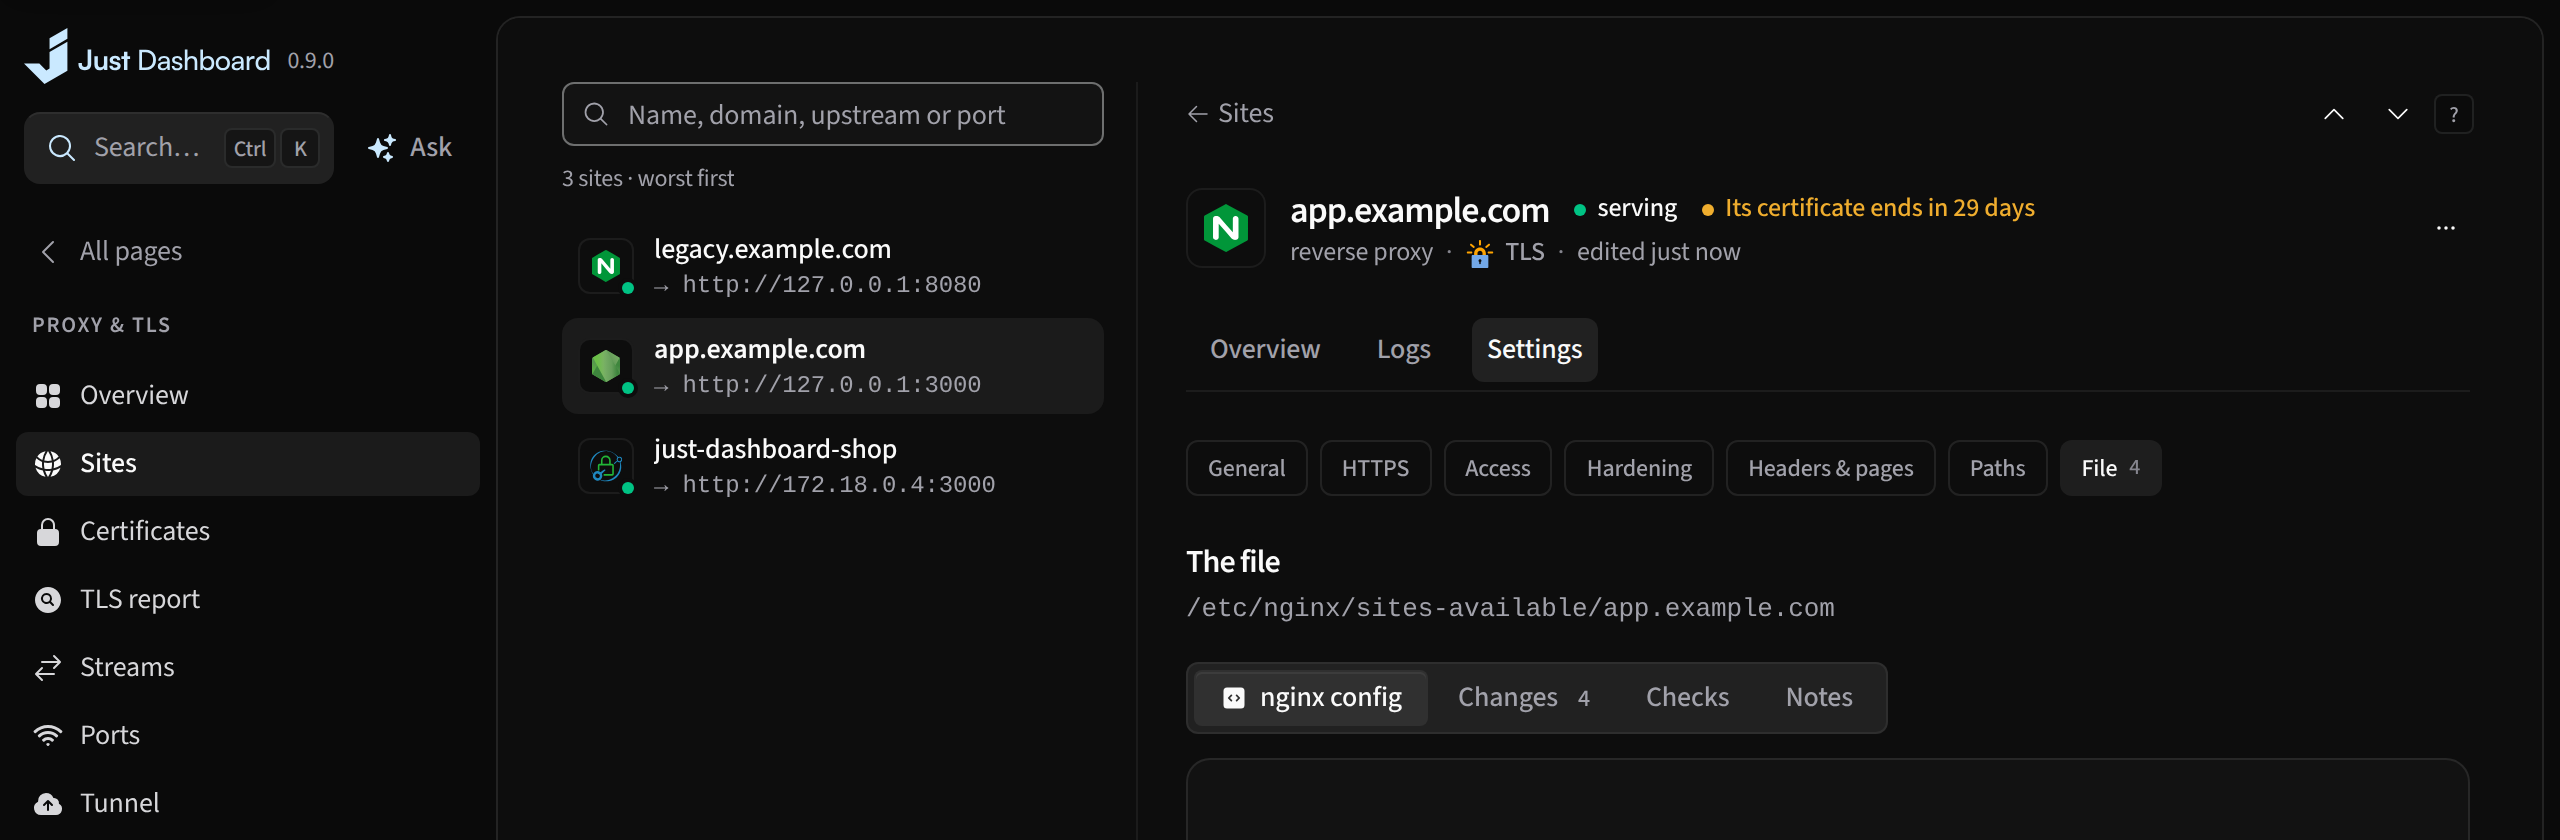 Just Dashboard 0.9.0
Search... Ctrl K
Ask
All pages
PROXY & TLS
Overview
Sites
Certificates
TLS report
Streams
Ports
Tunnel
Name, domain, upstream or port
3 sites · worst first
legacy.example.com
→ http://127.0.0.1:8080
app.example.com
→ http://127.0.0.1:3000
just-dashboard-shop
→ http://172.18.0.4:3000
← Sites
?
app.example.com serving Its certificate ends in 29 days
reverse proxy · TLS · edited just now
...
Overview Logs Settings
General HTTPS Access Hardening Headers & pages Paths File 4
The file
/etc/nginx/sites-available/app.example.com
nginx config Changes 4 Checks Notes